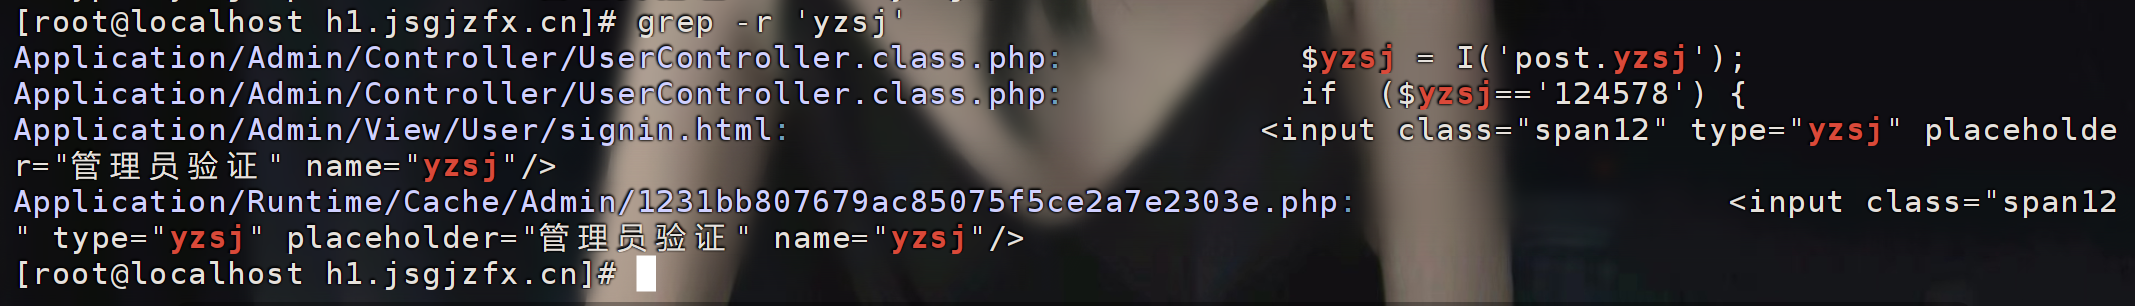 [root@localhost h1.jsgjzfx.cn]# grep -r 'yzsj'
Application/Admin/Controller/UserController.class.php:             $yzsj = I('post.yzsj');
Application/Admin/Controller/UserController.class.php:             if  ($yzsj=='124578') {
Application/Admin/View/User/signin.html:                         <input class="span12" type="yzsj" placeholde
r="管理员验证" name="yzsj"/>
Application/Runtime/Cache/Admin/1231bb807679ac85075f5ce2a7e2303e.php:                    <input class="span12
" type="yzsj" placeholder="管理员验证" name="yzsj"/>
[root@localhost h1.jsgjzfx.cn]#